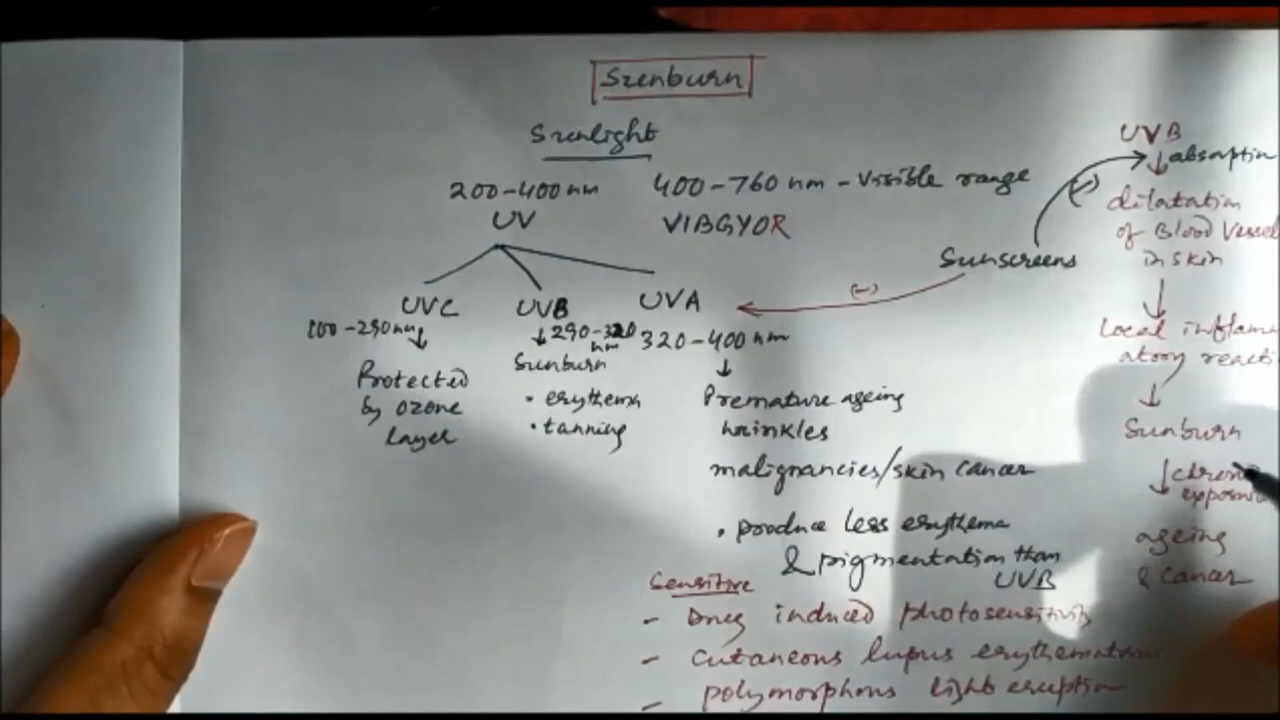 Sunburn
Sunlight
200-400 nm 400-760 nm - Visible range
UV VIBGYOR
UVC UVB UVA
200-290 nm 290-320 nm 320-400 nm
Protected
by ozone
layer
Sunburn
• erythema
• tanning
Premature ageing
wrinkles
malignancies/skin cancer
• produce less erythema
& pigmentation than
UVB
Sensitive
- Drug induced photosensitivity
- Cutaneous lupus erythematosus
- polymorphous light eruption
Sunscreens
(-)
(-)
UVB
absorption
dilatation
of Blood Vessel
in skin
Local inflamm
atory reacti
Sunburn
chronic
exposure
ageing
& cancer